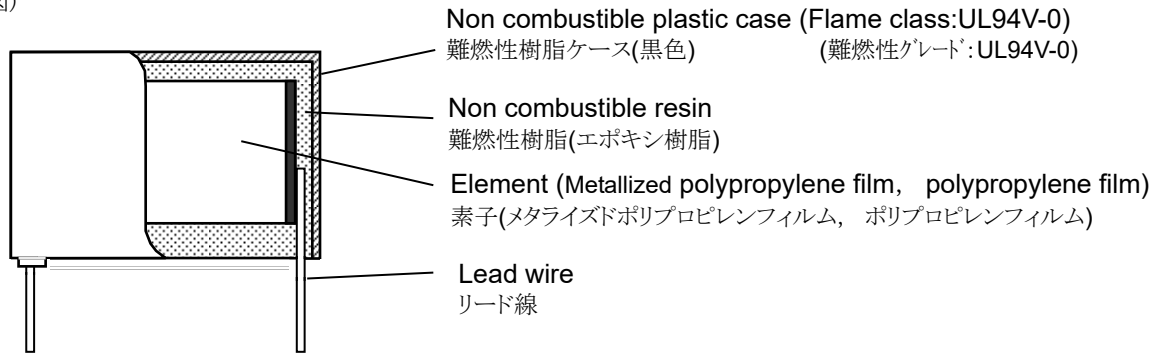 図)
Non combustible plastic case (Flame class:UL94V-0)
難燃性樹脂ケース(黒色) (難燃性グレード:UL94V-0)
Non combustible resin
難燃性樹脂(エポキシ樹脂)
Element (Metallized polypropylene film, polypropylene film)
素子(メタライズドポリプロピレンフィルム, ポリプロピレンフィルム)
Lead wire
リード線